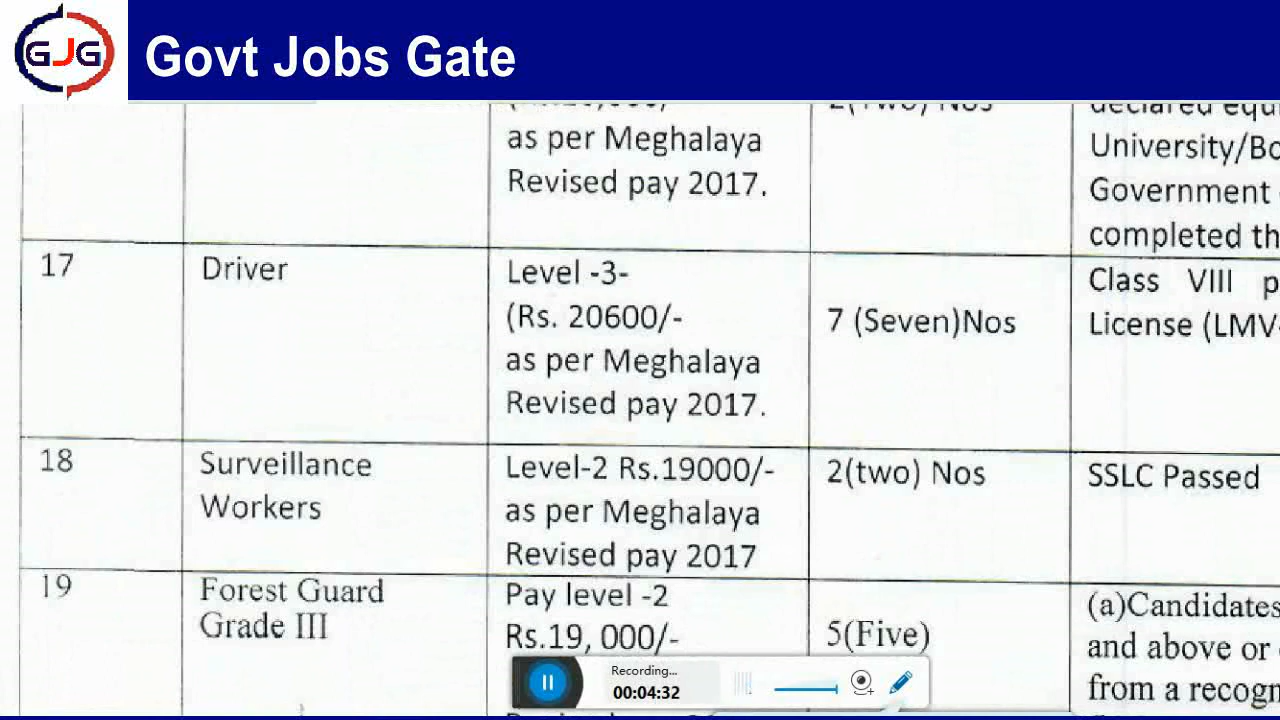 GJG
Govt Jobs Gate
2(Two) Nos
as per Meghalaya
Revised pay 2017.
University/Bo
Government
completed th
17
Driver
Level -3-
(Rs. 20600/-
as per Meghalaya
Revised pay 2017.
7 (Seven)Nos
Class VIII p
License (LMV
18
Surveillance
Workers
Level-2 Rs.19000/-
as per Meghalaya
Revised pay 2017
2(two) Nos
SSLC Passed
19
Forest Guard
Grade III
Pay level -2
Rs.19, 000/-
5(Five)
(a)Candidates
and above or
from a recogn
Recording...
00:04:32